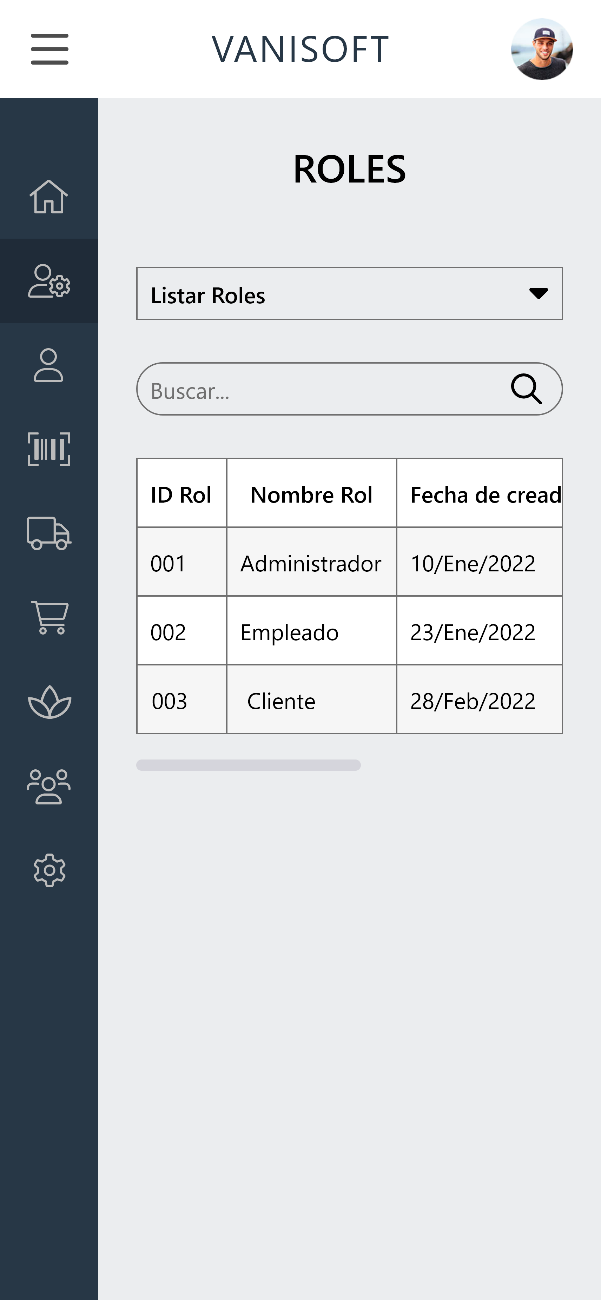 VANISOFT
ROLES
Listar Roles
Buscar...
ID Rol Nombre Rol Fecha de cread
001 Administrador 10/Ene/2022
002 Empleado 23/Ene/2022
003 Cliente 28/Feb/2022